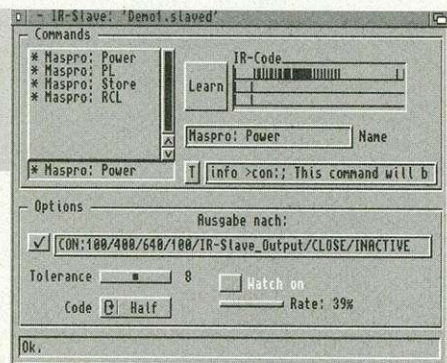 IR-Slave: 'Demo1.slaved'
Commands
* Maspro: Power
* Maspro: PL
* Maspro: Store
* Maspro: RCL
* Maspro: Power
IR-Code
Learn
Maspro: Power Name
T info >con:; This command will b
Options
Ausgabe nach:
CON:100/400/640/100/IR-Slave_Output/CLOSE/INACTIVE
Tolerance 8
Watch on
Code Half
Rate: 39%
Ok.